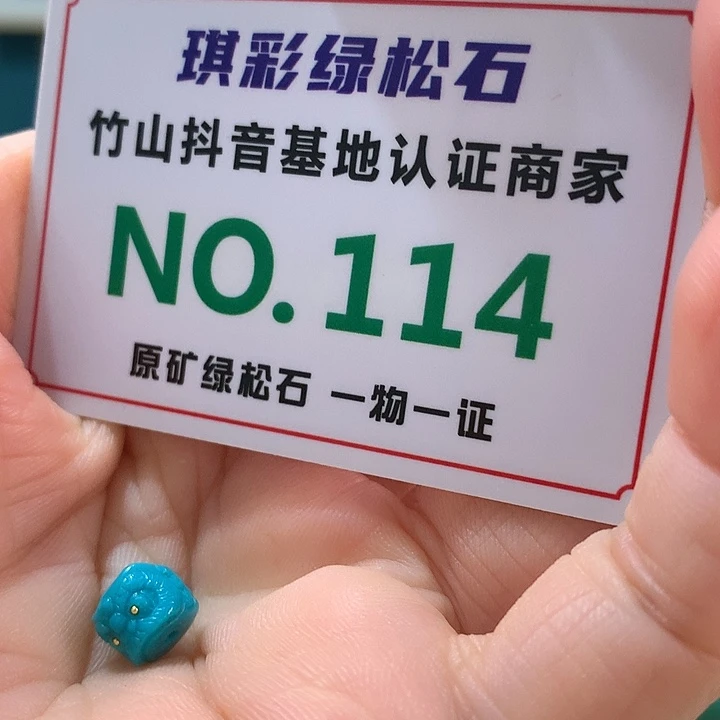 琪彩绿松石
竹山抖音基地认证商家
NO.114
原矿绿松石 一物一证